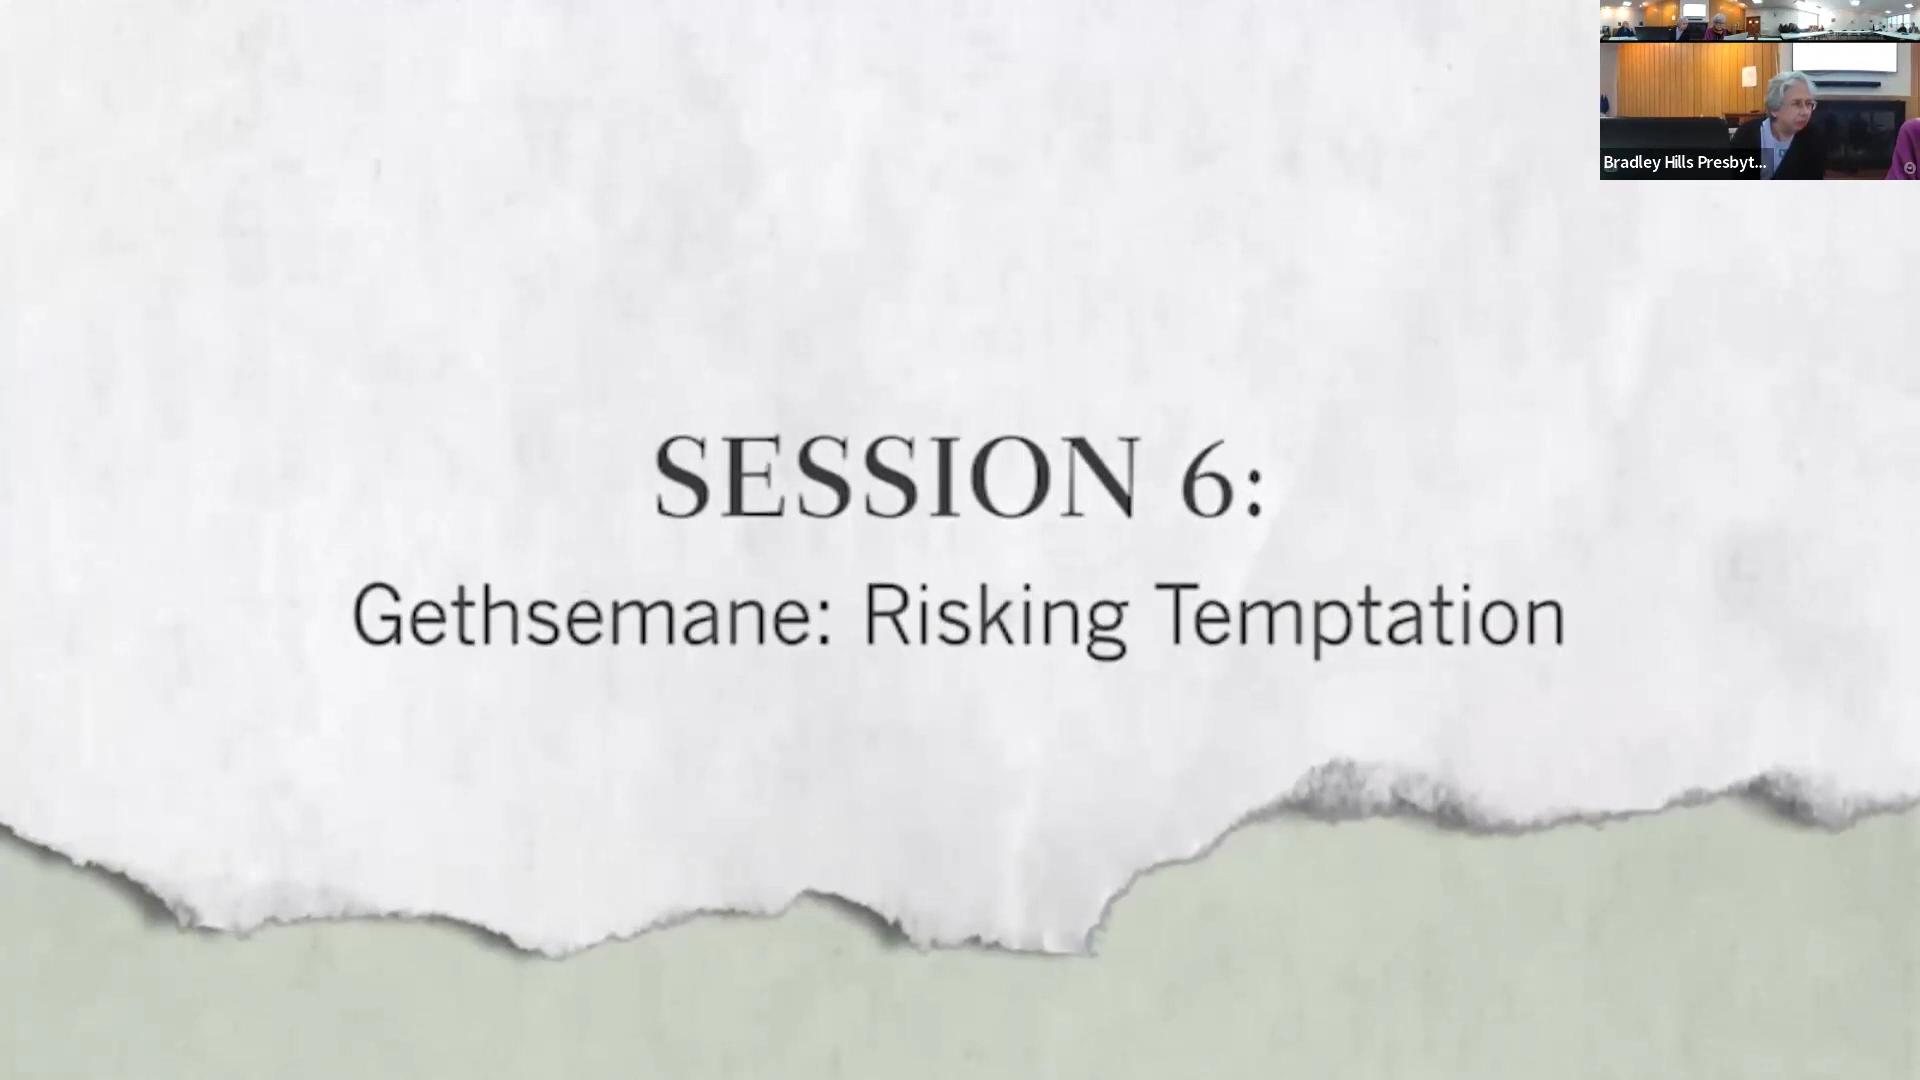 Bradley Hills Presbyt...
SESSION 6:
Gethsemane: Risking Temptation